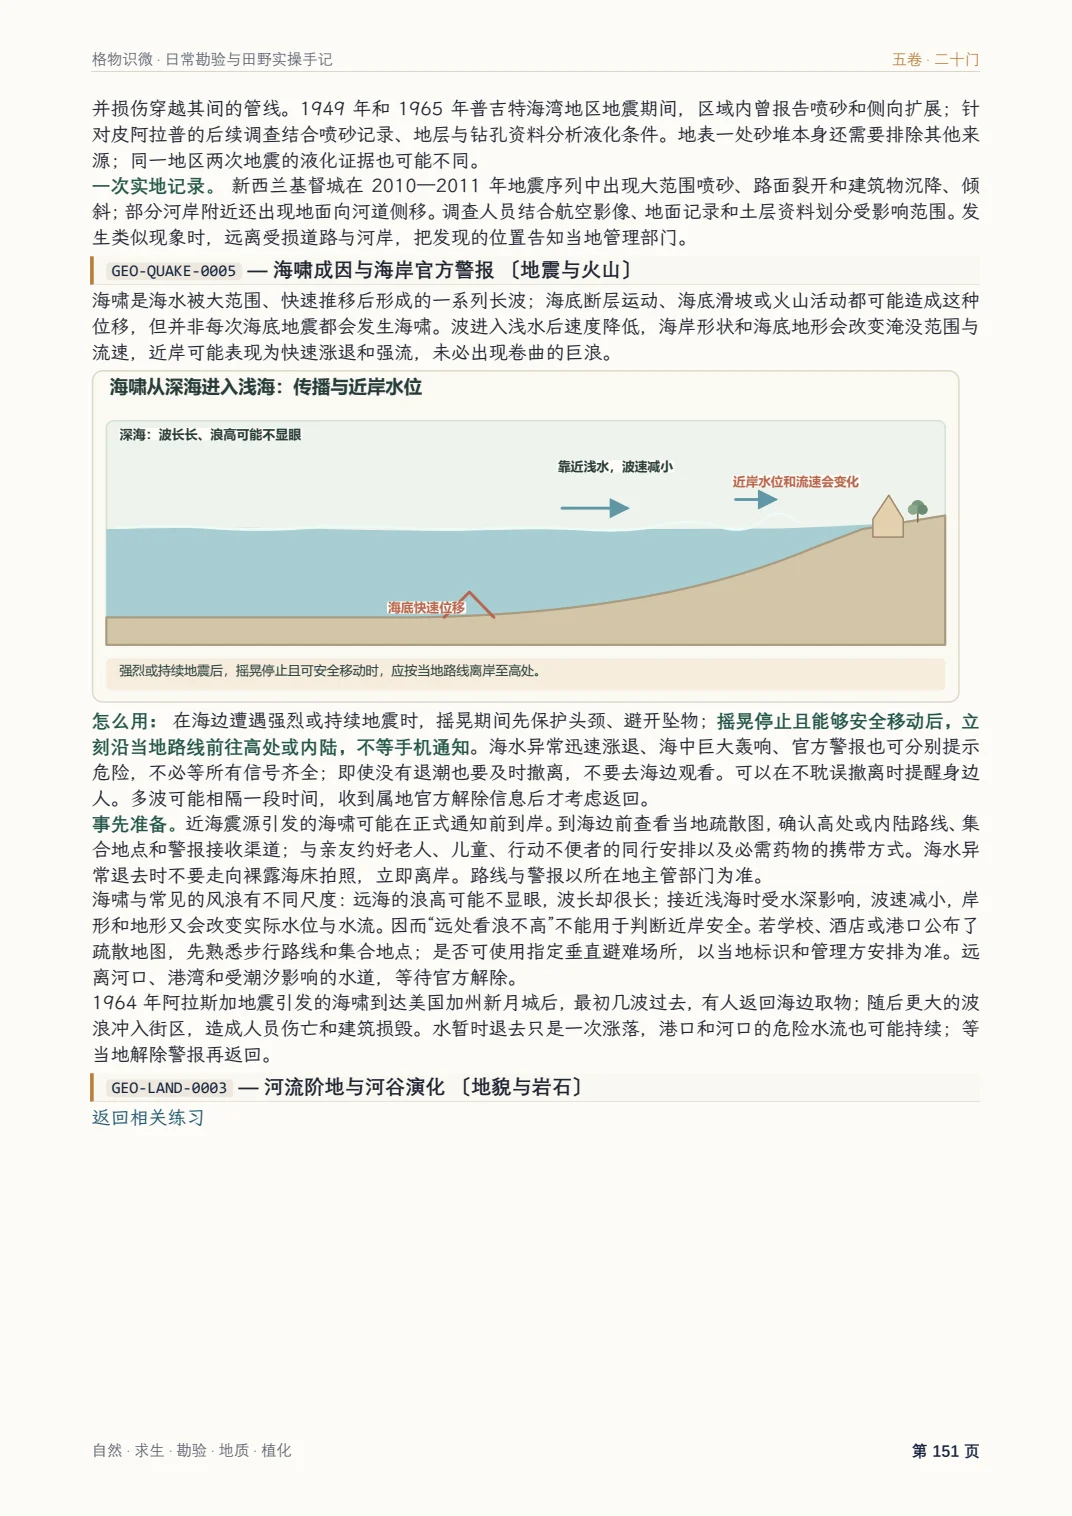 格物识微 · 日常勘验与田野实操手记
五卷 · 二十门
并损伤穿越其间的管线。1949 年和 1965 年普吉特海湾地区地震期间，区域内曾报告喷砂和侧向扩展；针
对皮阿拉普的后续调查结合喷砂记录、地层与钻孔资料分析液化条件。地表一处砂堆本身还需要排除其他来
源；同一地区两次地震的液化证据也可能不同。
一次实地记录。 新西兰基督城在 2010—2011 年地震序列中出现大范围喷砂、路面裂开和建筑物沉降、倾
斜；部分河岸附近还出现地面向河道侧移。调查人员结合航空影像、地面记录和土层资料划分受影响范围。发
生类似现象时，远离受损道路与河岸，把发现的位置告知当地管理部门。
GEO-QUAKE-0005 — 海啸成因与海岸官方警报 〔地震与火山〕
海啸是海水被大范围、快速推移后形成的一系列长波；海底断层运动、海底滑坡或火山活动都可能造成这种
位移，但并非每次海底地震都会发生海啸。波进入浅水后速度降低，海岸形状和海底地形会改变淹没范围与
流速，近岸可能表现为快速涨退和强流，未必出现卷曲的巨浪。
海啸从深海进入浅海：传播与近岸水位
深海：波长长、浪高可能不显眼
靠近浅水，波速减小
近岸水位和流速会变化
海底快速位移
强烈或持续地震后，摇晃停止且可安全移动时，应按当地路线离岸至高处。
怎么用： 在海边遭遇强烈或持续地震时，摇晃期间先保护头颈、避开坠物；摇晃停止且能够安全移动后，立
刻沿当地路线前往高处或内陆，不等手机通知。海水异常迅速涨退、海中巨大轰响、官方警报也可分别提示
危险，不必等所有信号齐全；即使没有退潮也要及时撤离，不要去海边观看。可以在不耽误撤离时提醒身边
人。多波可能相隔一段时间，收到属地官方解除信息后才考虑返回。
事先准备。近海震源引发的海啸可能在正式通知前到岸。到海边前查看当地疏散图，确认高处或内陆路线、集
合地点和警报接收渠道；与亲友约好老人、儿童、行动不便者的同行安排以及必需药物的携带方式。海水异
常退去时不要走向裸露海床拍照，立即离岸。路线与警报以所在地主管部门为准。
海啸与常见的风浪有不同尺度：远海的浪高可能不显眼，波长却很长；接近浅海时受水深影响，波速减小，岸
形和地形又会改变实际水位与水流。因而“远处看浪不高”不能用于判断近岸安全。若学校、酒店或港口公布了
疏散地图，先熟悉步行路线和集合地点；是否可使用指定垂直避难场所，以当地标识和管理方安排为准。远
离河口、港湾和受潮汐影响的水道，等待官方解除。
1964 年阿拉斯加地震引发的海啸到达美国加州新月城后，最初几波过去，有人返回海边取物；随后更大的波
浪冲入街区，造成人员伤亡和建筑损毁。水暂时退去只是一次涨落，港口和河口的危险水流也可能持续；等
当地解除警报再返回。
GEO-LAND-0003 — 河流阶地与河谷演化 〔地貌与岩石〕
返回相关练习
自然 · 求生 · 勘验 · 地质 · 植化
第 151 页